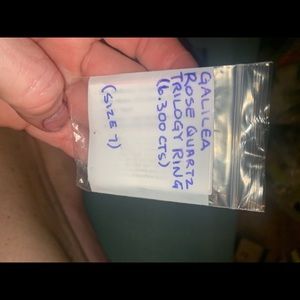 GALILEA
ROSE QUARTZ
TRILOGY RING
(6.300 CTS)
(SIZE 7)